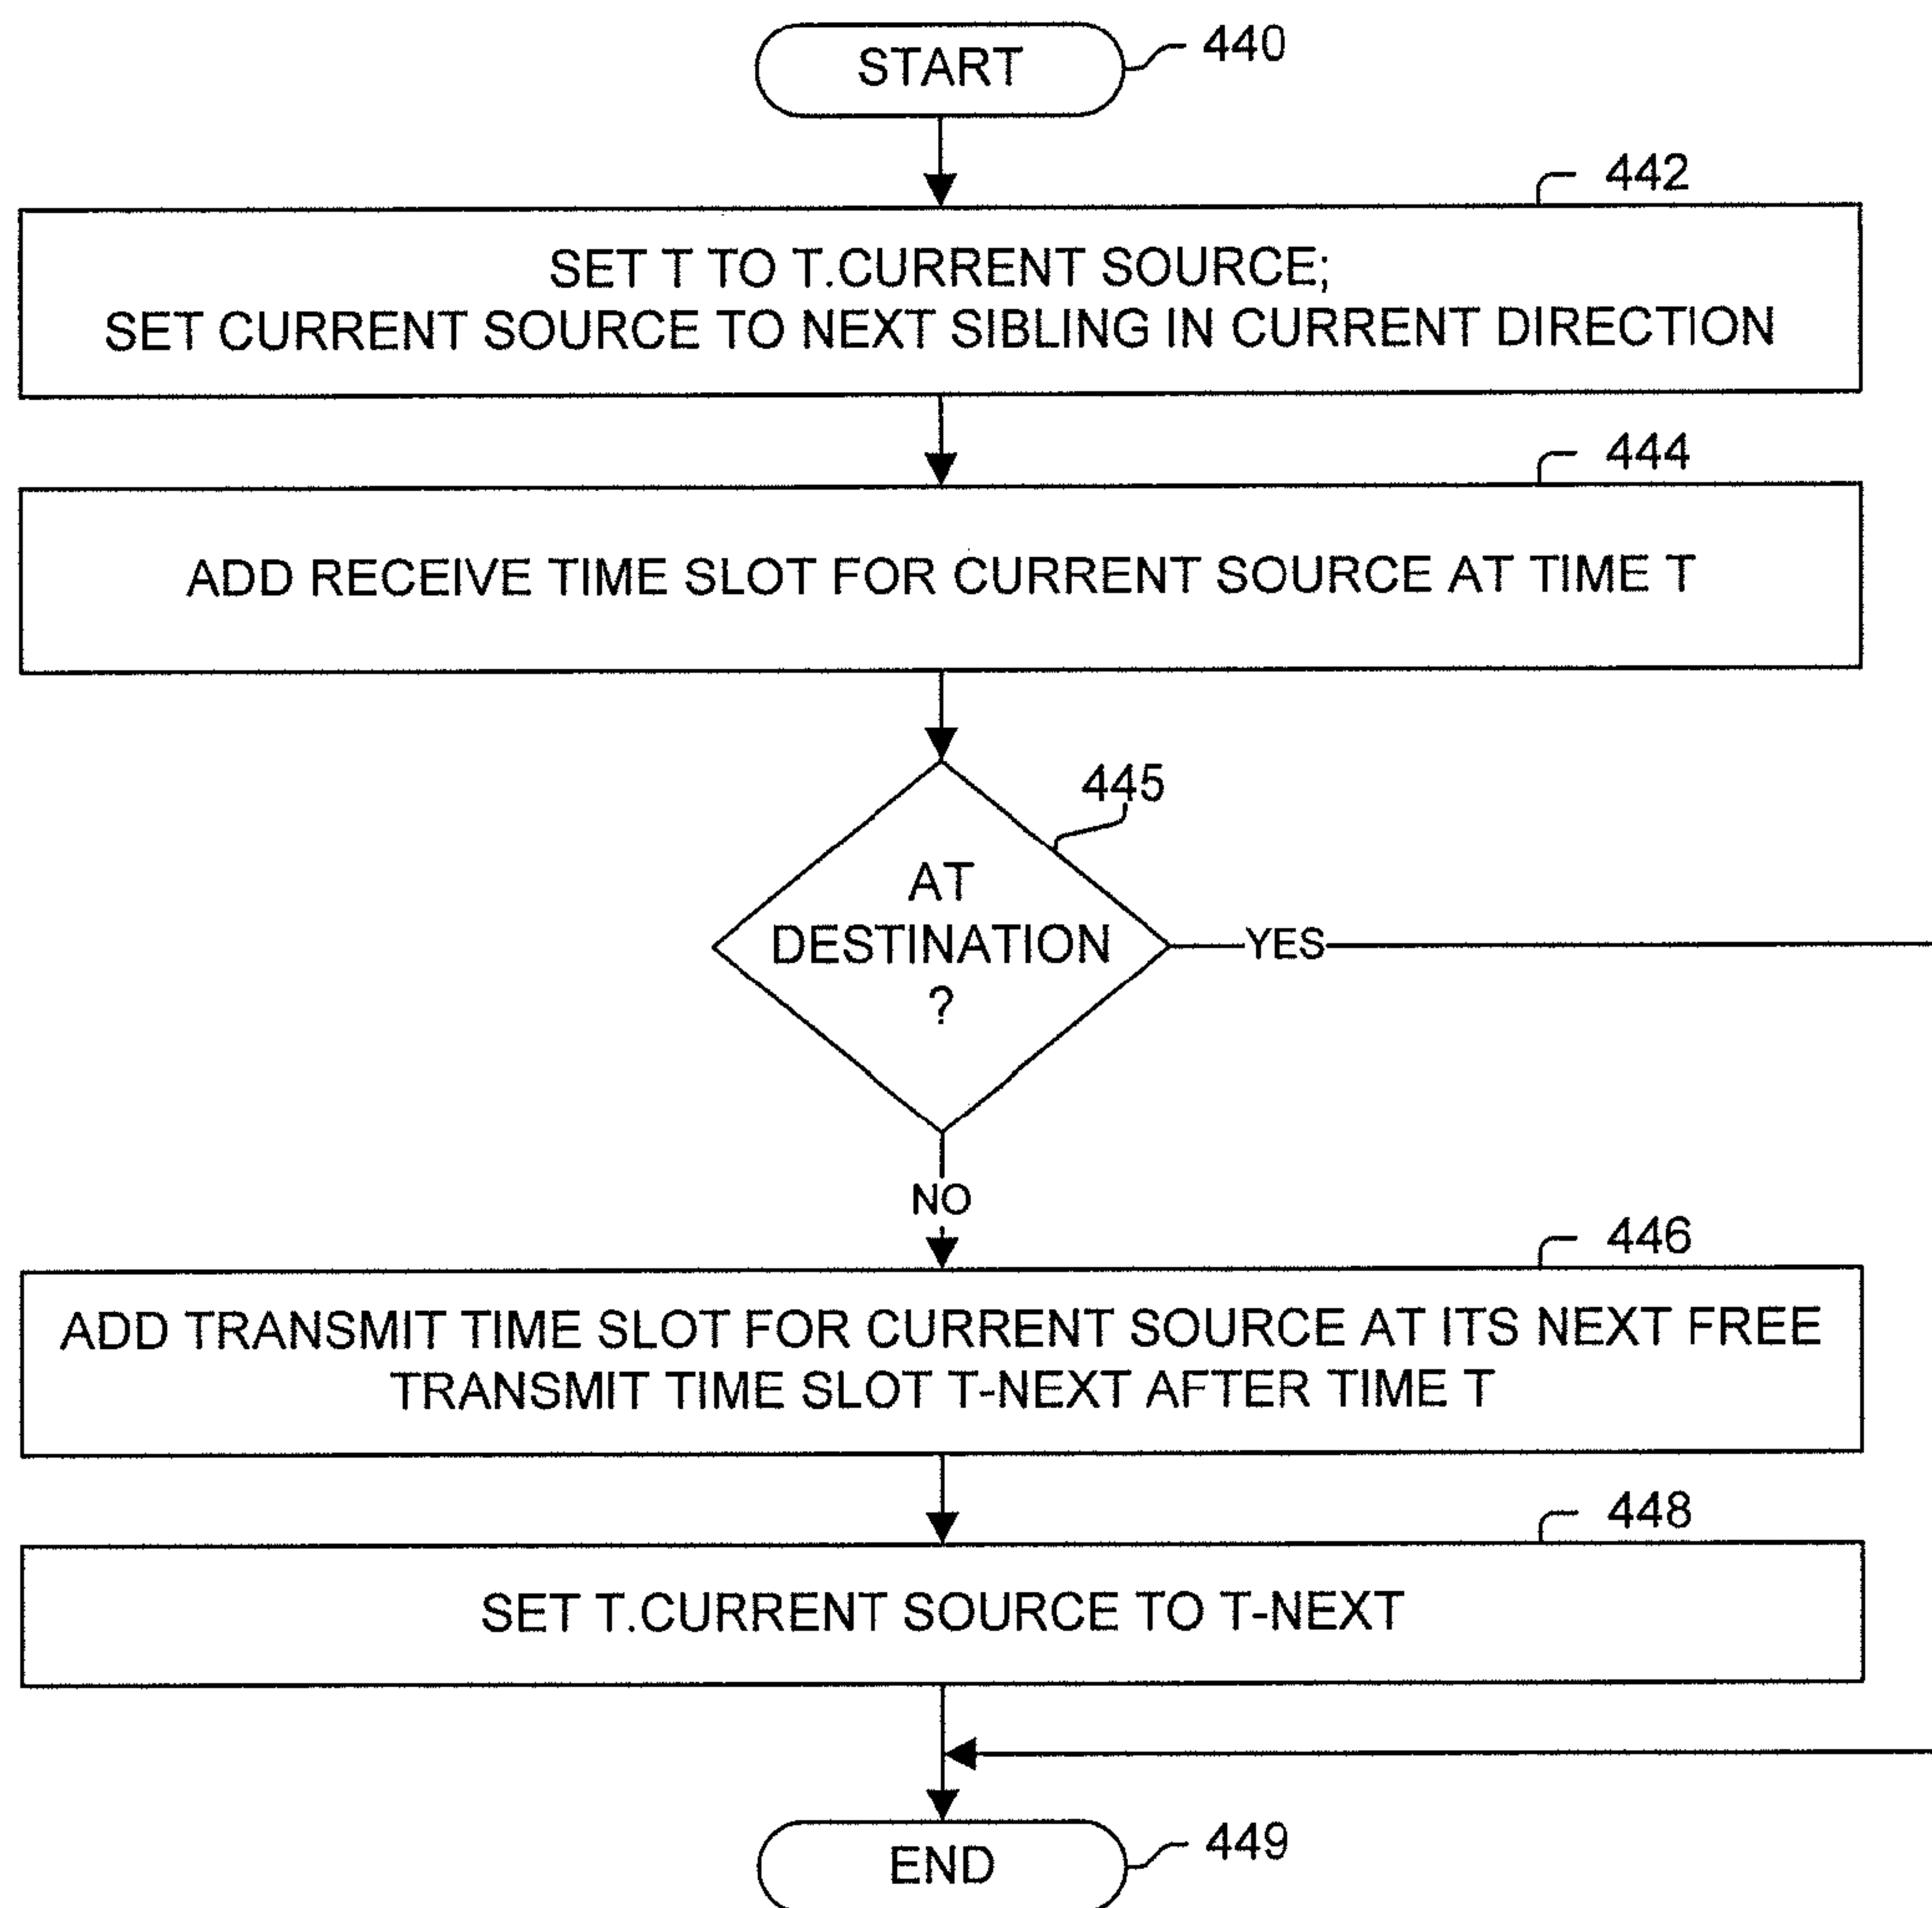 START
440
442
SET T TO T.CURRENT SOURCE;
SET CURRENT SOURCE TO NEXT SIBLING IN CURRENT DIRECTION
444
ADD RECEIVE TIME SLOT FOR CURRENT SOURCE AT TIME T
445
AT
DESTINATION
?
YES
NO
446
ADD TRANSMIT TIME SLOT FOR CURRENT SOURCE AT ITS NEXT FREE
TRANSMIT TIME SLOT T-NEXT AFTER TIME T
448
SET T.CURRENT SOURCE TO T-NEXT
END
449